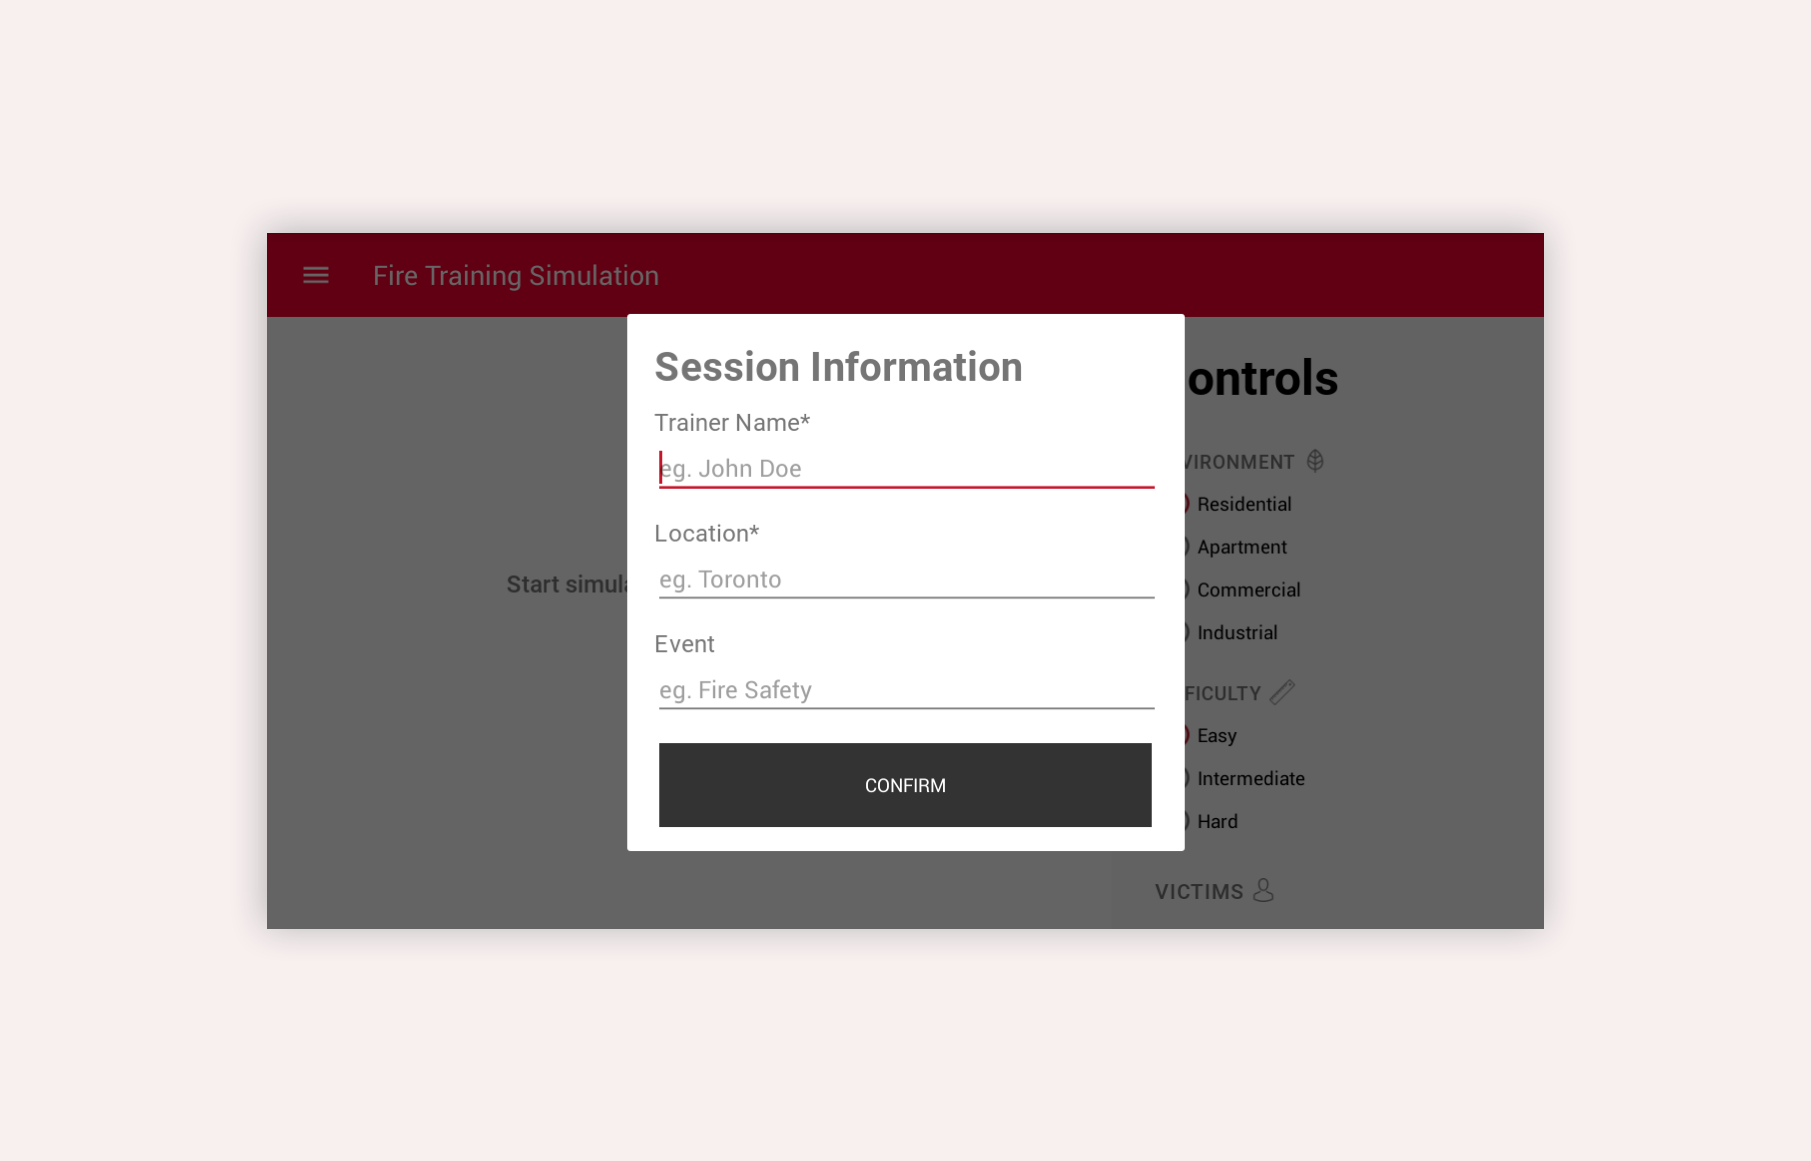 Fire Training Simulation
Session Information
Trainer Name*
eg. John Doe
Location*
eg. Toronto
Event
eg. Fire Safety
CONFIRM
Start simula
ontrols
VIRONMENT
Residential
Apartment
Commercial
Industrial
FICULTY
Easy
Intermediate
Hard
VICTIMS